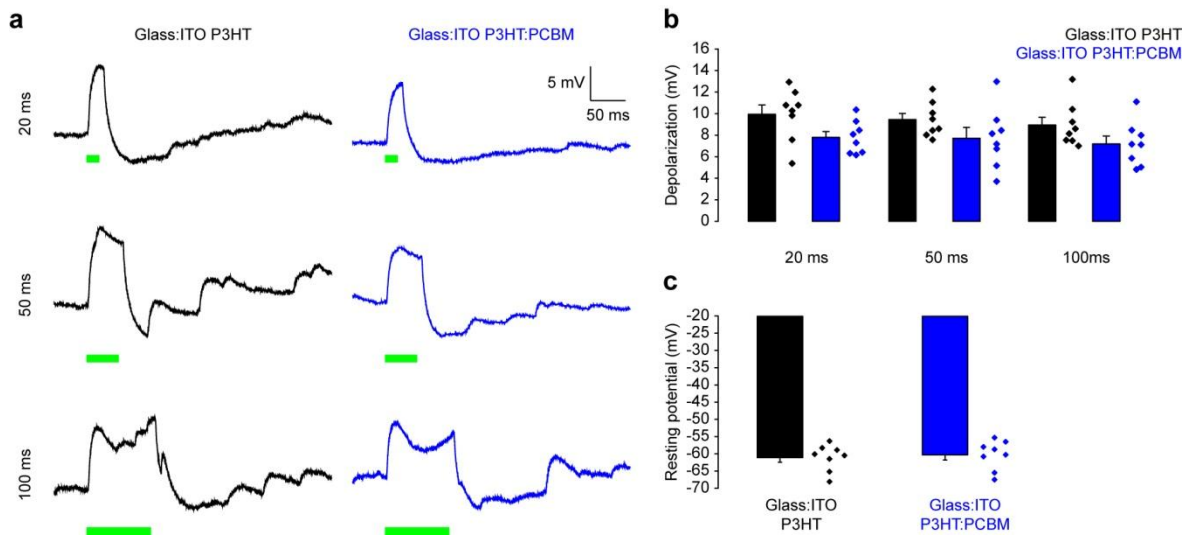 a
Glass:ITO P3HT
Glass:ITO P3HT:PCBM
5 mV
50 ms
20 ms
50 ms
100 ms
b
Glass:ITO P3HT
Glass:ITO P3HT:PCBM
Depolarization (mV)
16
14
12
10
8
6
4
2
0
20 ms
50 ms
100ms
c
Resting potential (mV)
-20
-25
-30
-35
-40
-45
-50
-55
-60
-65
-70
Glass:ITO
P3HT
Glass:ITO
P3HT:PCBM